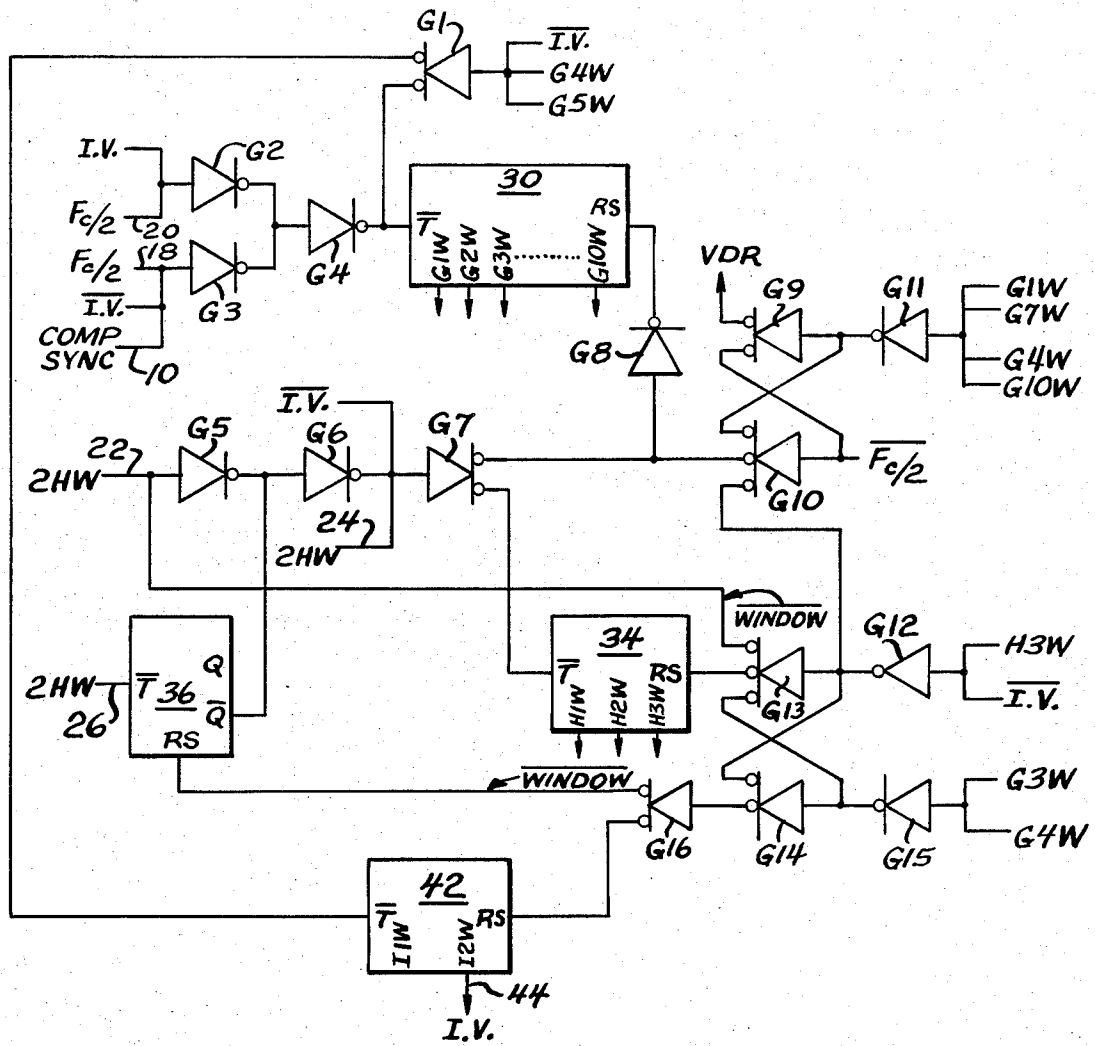 G1
I.V.
G4W
G5W
I.V.
G2
Fc/2
20
18
Fc/2
G3
I.V.
COMP
SYNC
10
G4
30
T
RS
G1W
G2W
G3W
G10W
VDR
G9
G11
G1W
G7W
G4W
G10W
G8
I.V.
G5
G6
G7
22
2HW
24
2HW
G10
Fc/2
WINDOW
G12
H3W
I.V.
2HW
26
T
36
Q
Q
RS
34
T
RS
H1W
H2W
H3W
G13
WINDOW
G16
G14
G15
G3W
G4W
42
T
RS
I1W
I2W
44
I.V.